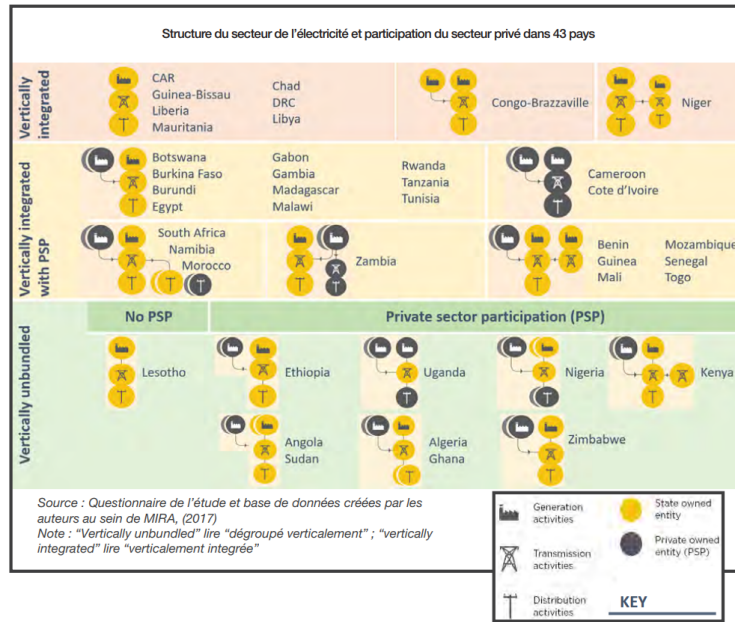 Structure du secteur de l'électricité et participation du secteur privé dans 43 pays
Vertically
integrated
CAR
Guinea-Bissau
Liberia
Mauritania
Chad
DRC
Libya
Congo-Brazzaville
Niger
Vertically integrated
with PSP
Botswana
Burkina Faso
Burundi
Egypt
Gabon
Gambia
Madagascar
Malawi
Rwanda
Tanzania
Tunisia
Cameroon
Cote d'Ivoire
South Africa
Namibia
Morocco
Zambia
Benin
Guinea
Mali
Mozambique
Senegal
Togo
Vertically unbundled
No PSP
Private sector participation (PSP)
Lesotho
Ethiopia
Uganda
Nigeria
Kenya
Angola
Sudan
Algeria
Ghana
Zimbabwe
Source : Questionnaire de l'étude et base de données créées par les
auteurs au sein de MIRA, (2017)
Note : "Vertically unbundled" lire "dégroupé verticalement" ; "vertically
integrated" lire "verticalement integrée"
Generation
activities
State owned
entity
Transmission
activities
Private owned
entity (PSP)
Distribution
activities
KEY